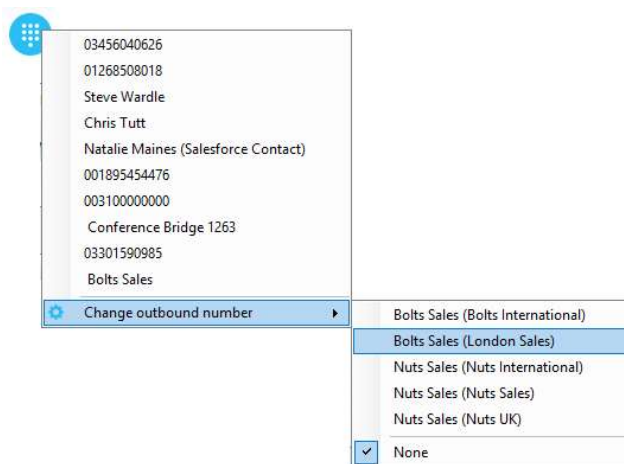 03456040626
01268508018
Steve Wardle
Chris Tutt
Natalie Maines (Salesforce Contact)
001895454476
003100000000
Conference Bridge 1263
03301590985
Bolts Sales
Change outbound number
Bolts Sales (Bolts International)
Bolts Sales (London Sales)
Nuts Sales (Nuts International)
Nuts Sales (Nuts Sales)
Nuts Sales (Nuts UK)
None